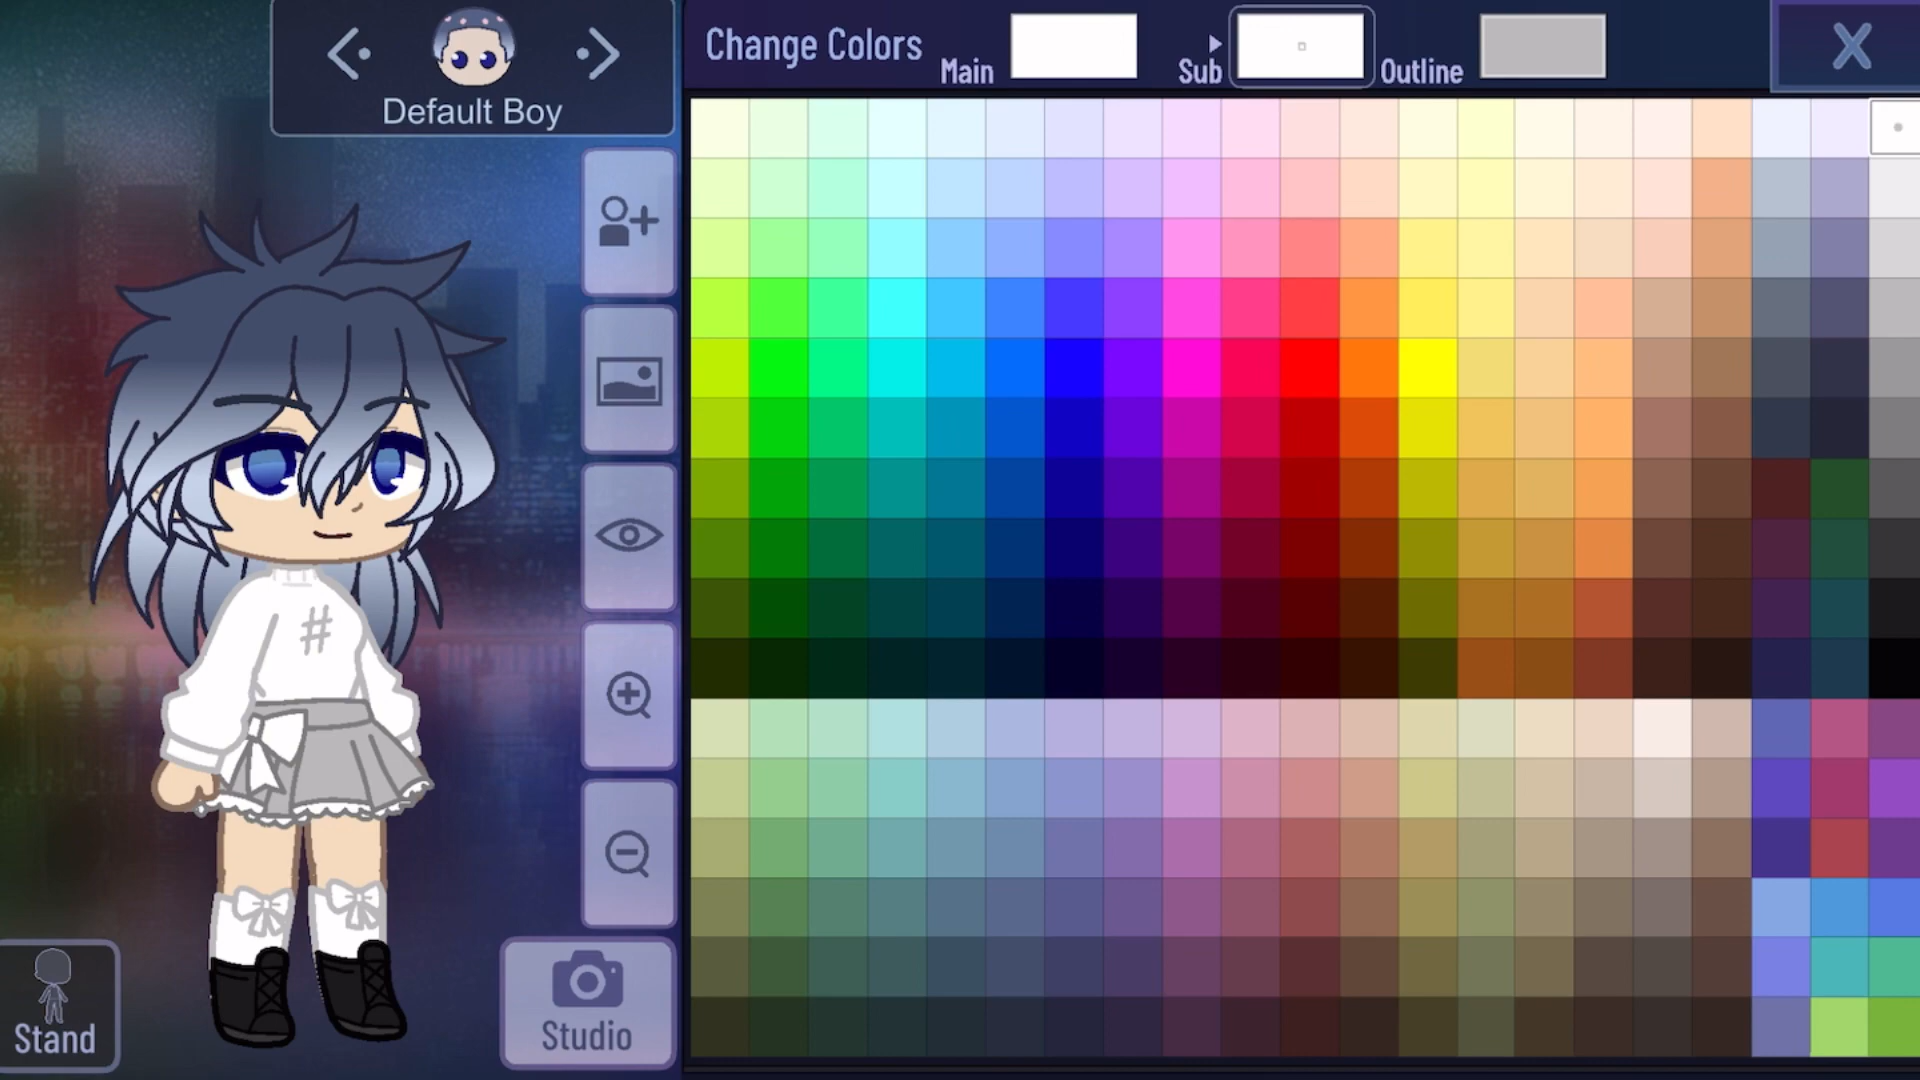 Default Boy
Change Colors
Main
Sub
Outline
X
#
Studio
Stand